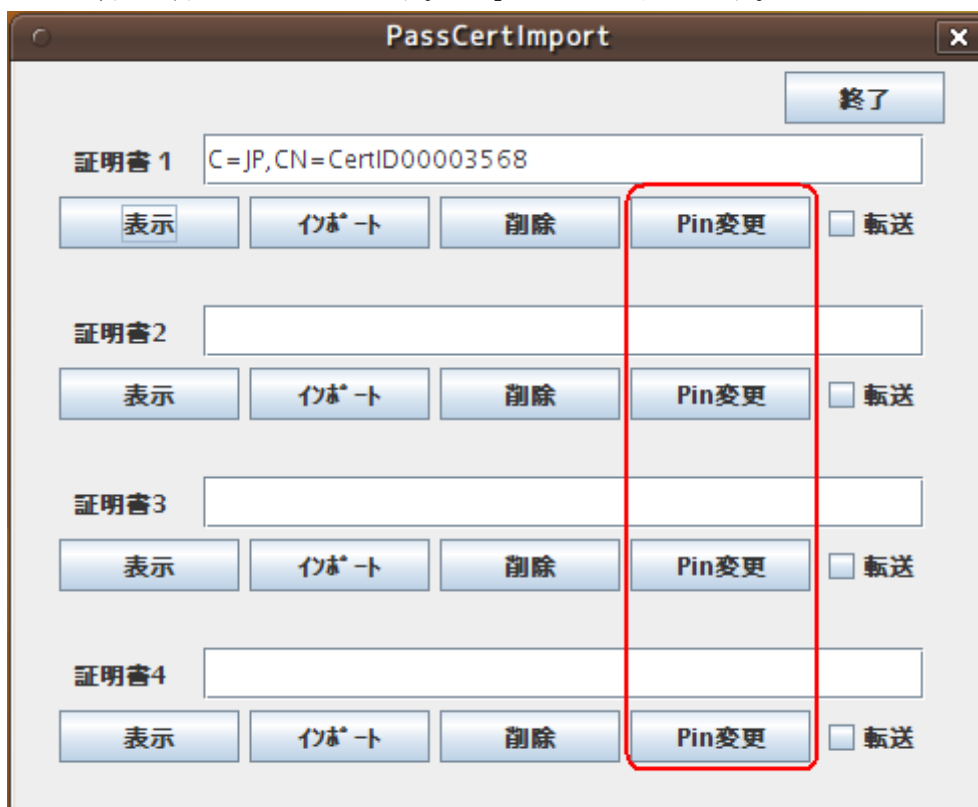 PassCertImport
終了
証明書 1 C=JP,CN=CertID00003568
表示 ｲﾝﾎﾟｰﾄ 削除 Pin変更 転送
証明書2
表示 ｲﾝﾎﾟｰﾄ 削除 Pin変更 転送
証明書3
表示 ｲﾝﾎﾟｰﾄ 削除 Pin変更 転送
証明書4
表示 ｲﾝﾎﾟｰﾄ 削除 Pin変更 転送